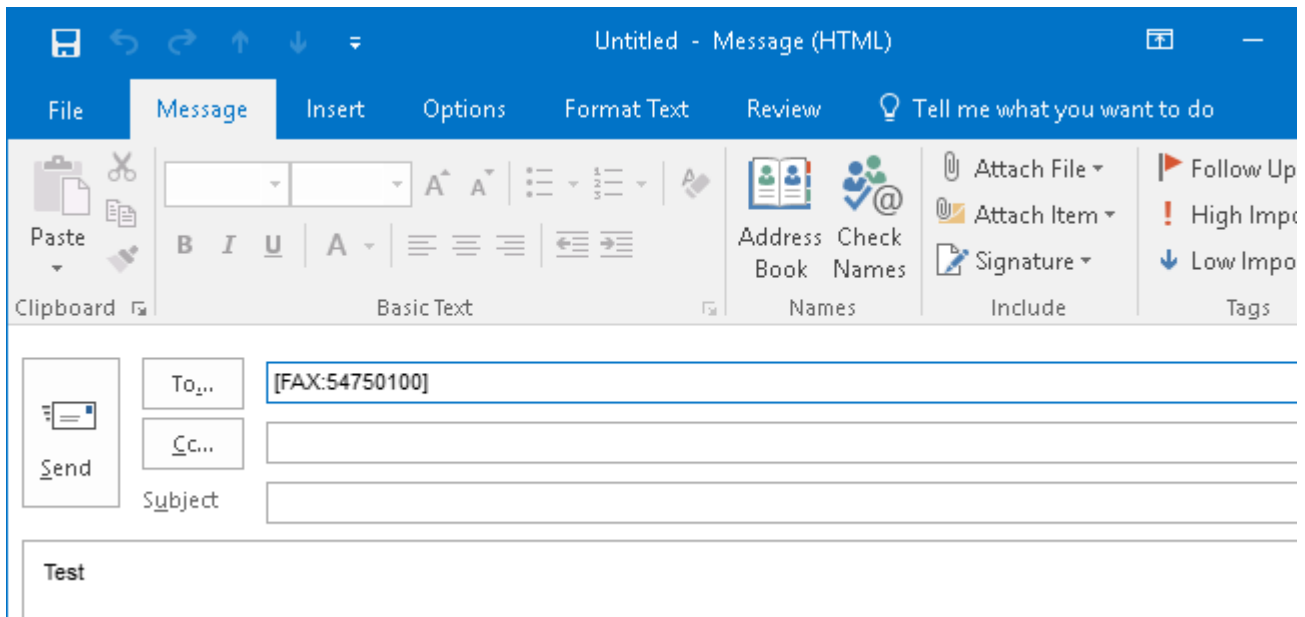 Untitled - Message (HTML)
File Message Insert Options Format Text Review Tell me what you want to do
Paste
Clipboard
B I U A
Basic Text
Address Book
Check Names
Names
Attach File
Attach Item
Signature
Include
Follow Up
High Impo
Low Impo
Tags
Send
To... [FAX:54750100]
Cc...
Subject
Test